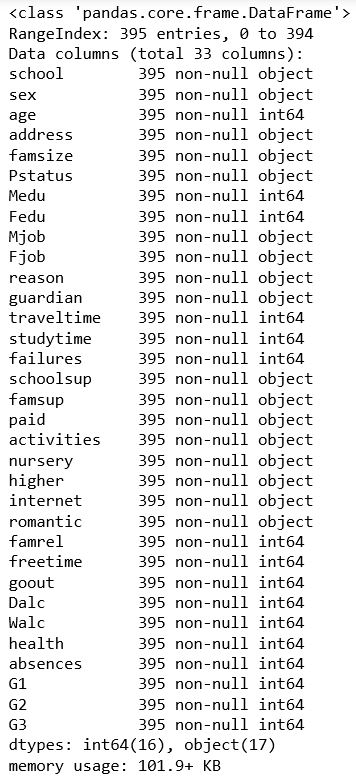 <class 'pandas.core.frame.DataFrame'>
RangeIndex: 395 entries, 0 to 394
Data columns (total 33 columns):
school        395 non-null object
sex           395 non-null object
age           395 non-null int64
address       395 non-null object
famsize       395 non-null object
Pstatus       395 non-null object
Medu          395 non-null int64
Fedu          395 non-null int64
Mjob          395 non-null object
Fjob          395 non-null object
reason        395 non-null object
guardian      395 non-null object
traveltime    395 non-null int64
studytime     395 non-null int64
failures      395 non-null int64
schoolsup     395 non-null object
famsup        395 non-null object
paid          395 non-null object
activities    395 non-null object
nursery       395 non-null object
higher        395 non-null object
internet      395 non-null object
romantic      395 non-null object
famrel        395 non-null int64
freetime      395 non-null int64
goout         395 non-null int64
Dalc          395 non-null int64
Walc          395 non-null int64
health        395 non-null int64
absences      395 non-null int64
G1            395 non-null int64
G2            395 non-null int64
G3            395 non-null int64
dtypes: int64(16), object(17)
memory usage: 101.9+ KB